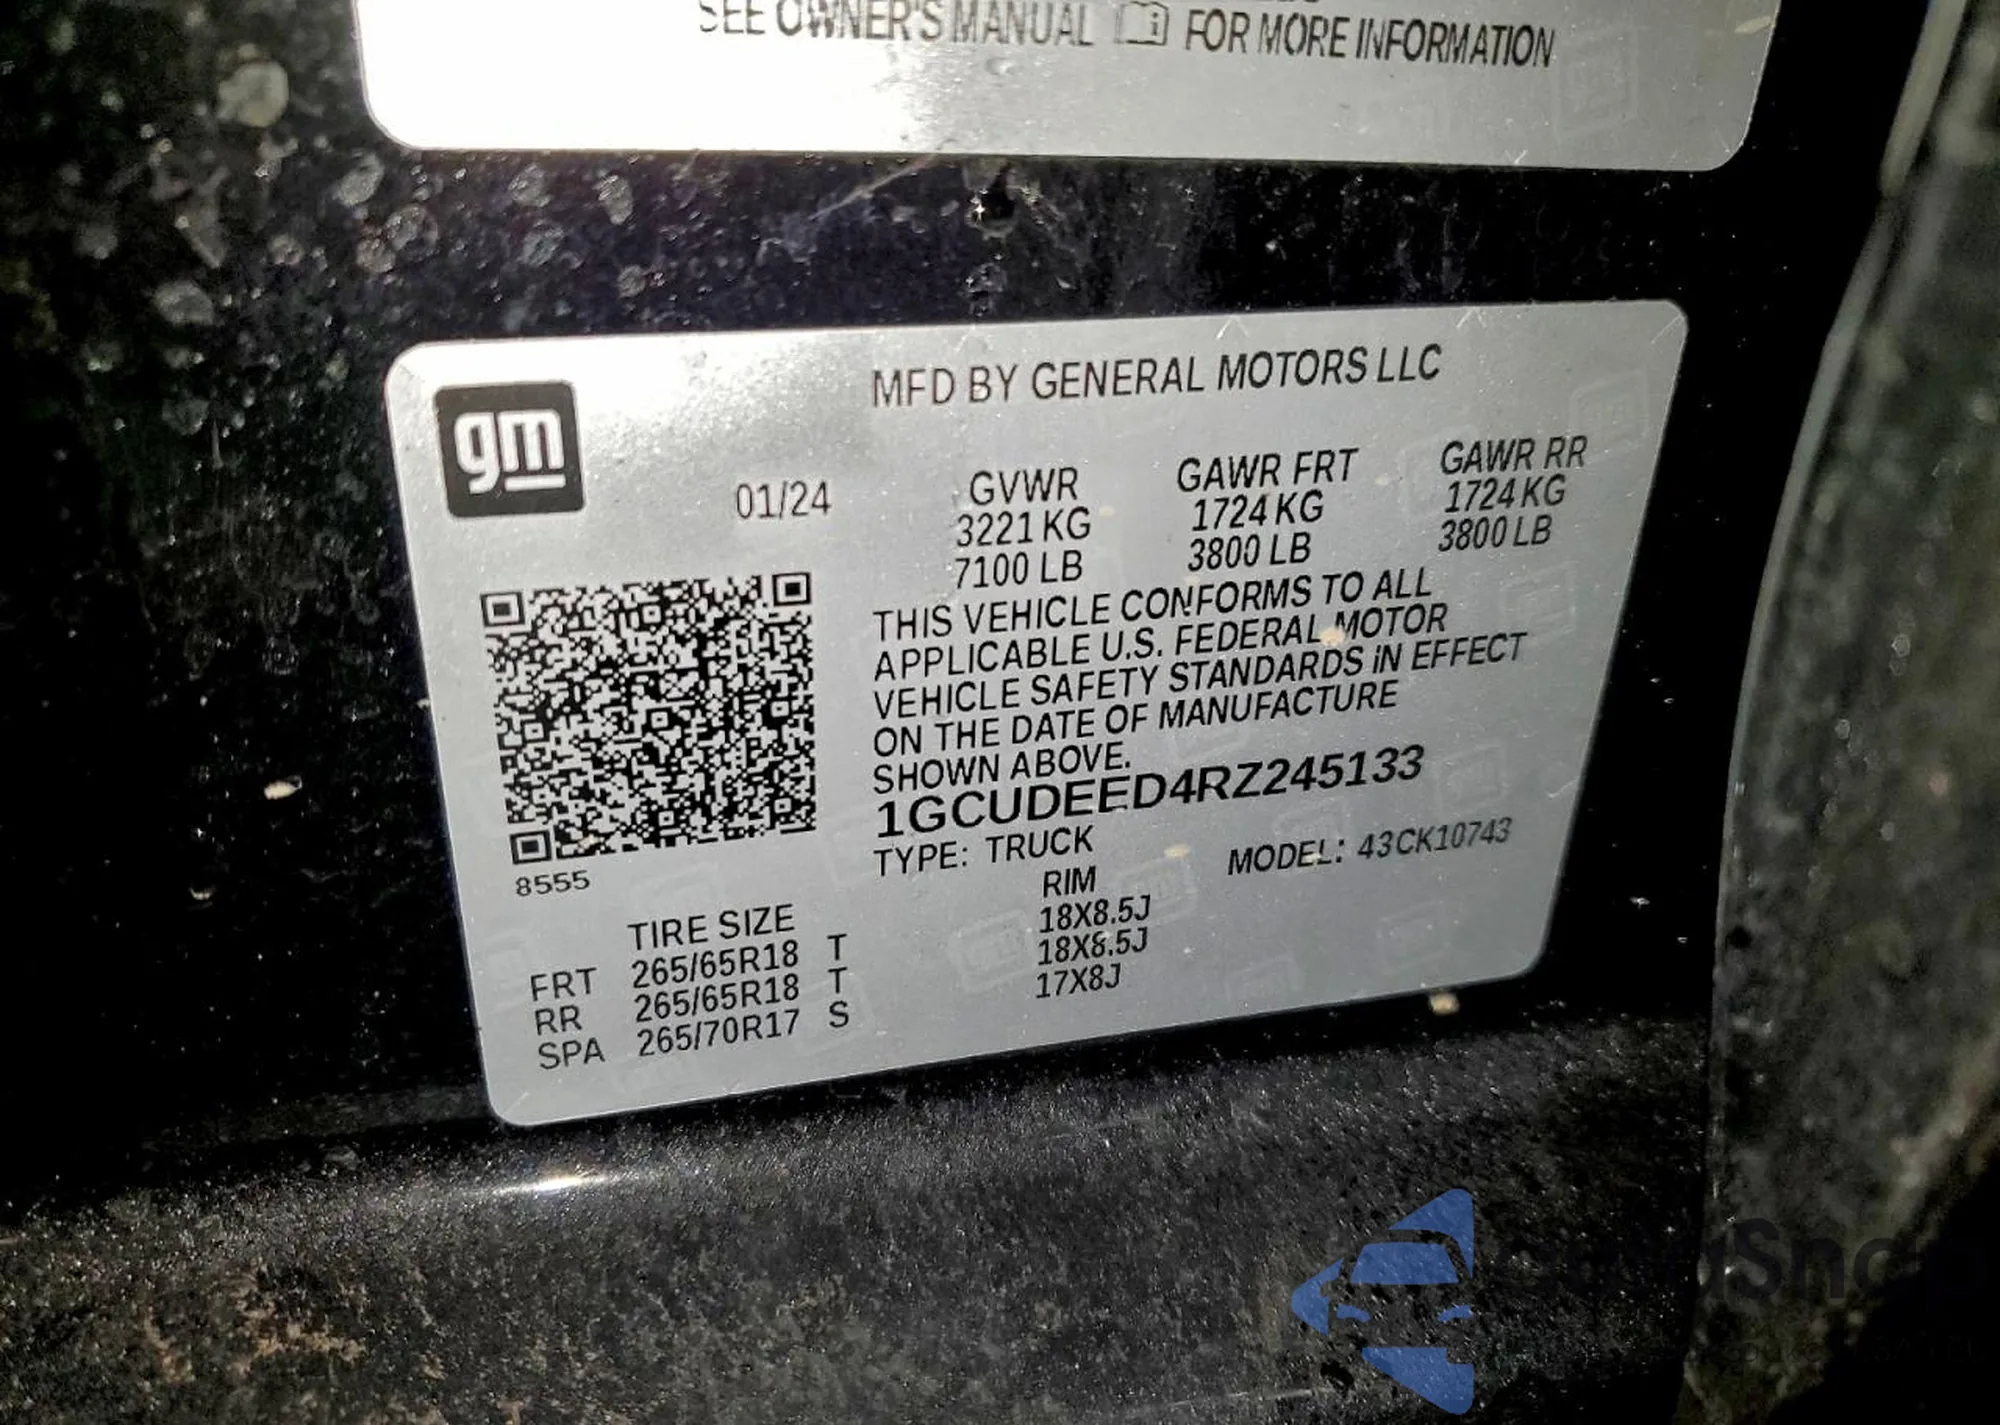 SEE OWNER'S MANUAL FOR MORE INFORMATION
gm
MFD BY GENERAL MOTORS LLC
01/24
GVWR GAWR FRT GAWR RR
3221 KG 1724 KG 1724 KG
7100 LB 3800 LB 3800 LB
THIS VEHICLE CONFORMS TO ALL
APPLICABLE U.S. FEDERAL MOTOR
VEHICLE SAFETY STANDARDS IN EFFECT
ON THE DATE OF MANUFACTURE
SHOWN ABOVE.
1GCUDEED4RZ245133
TYPE: TRUCK MODEL: 43CK10743
8555
TIRE SIZE RIM
FRT 265/65R18 T 18X8.5J
RR 265/65R18 T 18X8.5J
SPA 265/70R17 S 17X8J